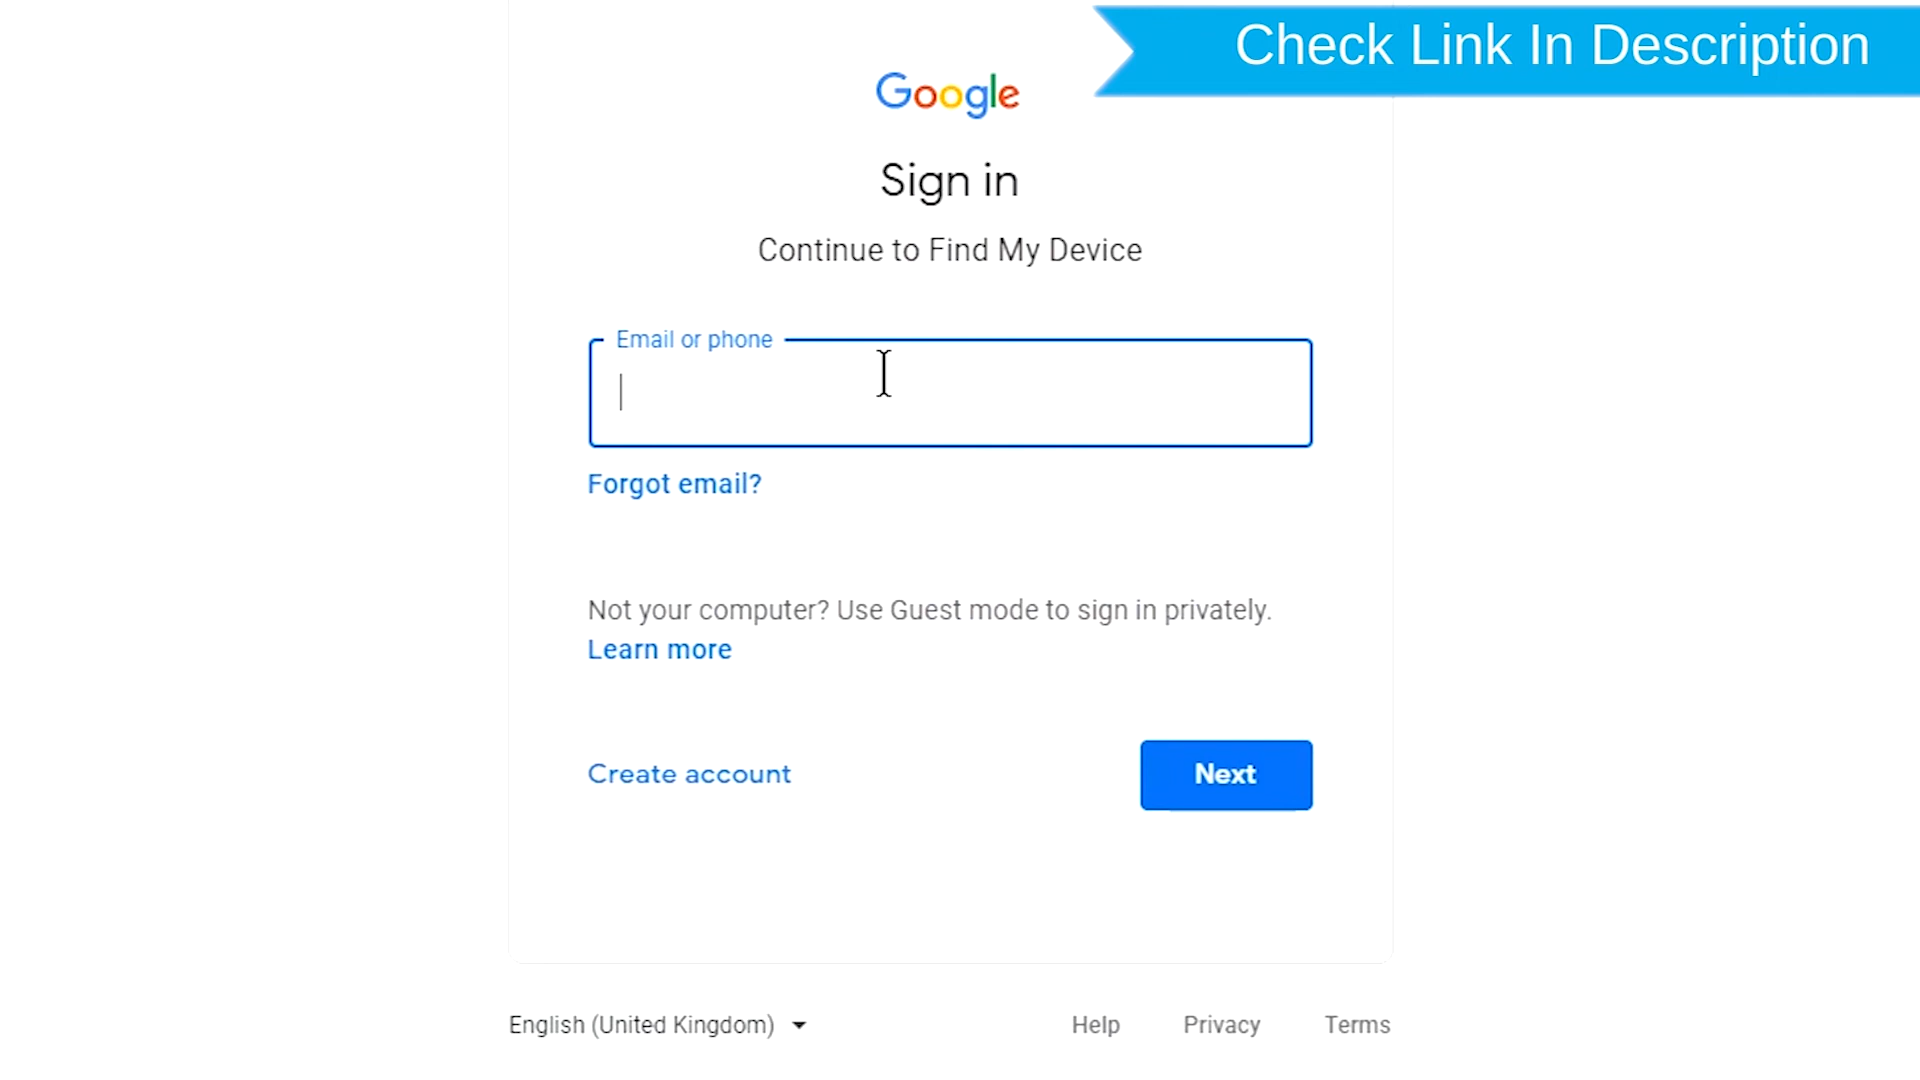 Check Link In Description
Google
Sign in
Continue to Find My Device
Email or phone
Forgot email?
Not your computer? Use Guest mode to sign in privately.
Learn more
Create account
Next
English (United Kingdom)
Help
Privacy
Terms